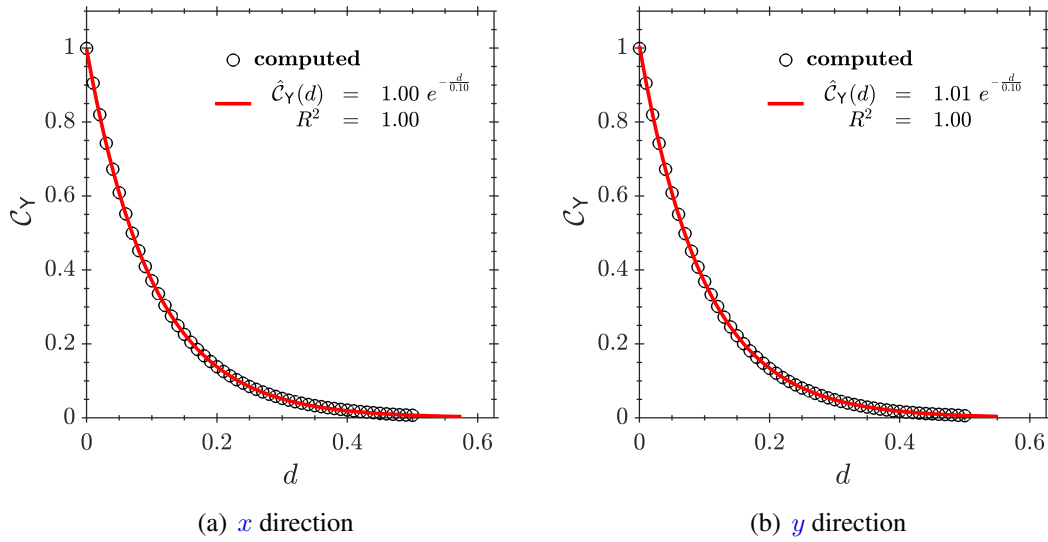 1
0.8
0.6
0.4
0.2
0
0 0.2 0.4 0.6
𝒞_Y
d
computed
Ĉ_Y(d) = 1.00 e^{-d/0.10}
R² = 1.00
(a) x direction
1
0.8
0.6
0.4
0.2
0
0 0.2 0.4 0.6
𝒞_Y
d
computed
Ĉ_Y(d) = 1.01 e^{-d/0.10}
R² = 1.00
(b) y direction